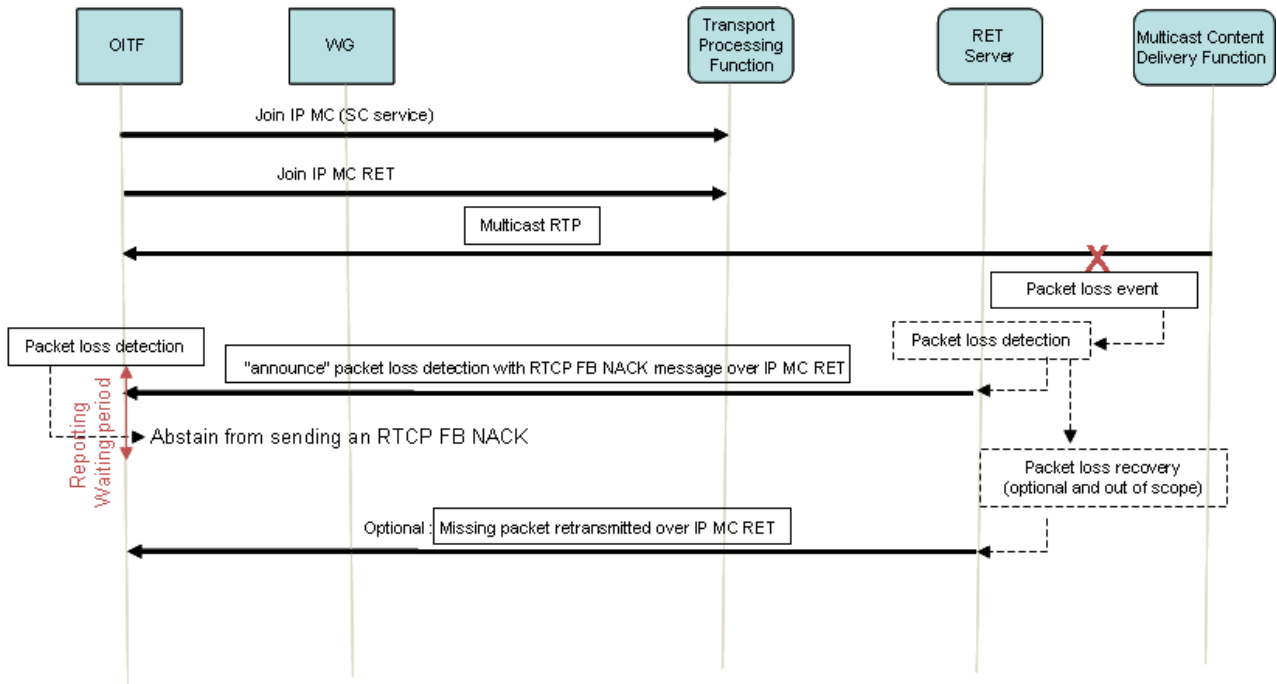 OITF
WG
Transport
Processing
Function
RET
Server
Multicast Content
Delivery Function
Join IP MC (SC service)
Join IP MC RET
Multicast RTP
X
Packet loss event
Packet loss detection
Packet loss detection
"announce" packet loss detection with RTCP FB NACK message over IP MC RET
Reporting
Waiting period
Abstain from sending an RTCP FB NACK
Packet loss recovery
(optional and out of scope)
Optional : Missing packet retransmitted over IP MC RET